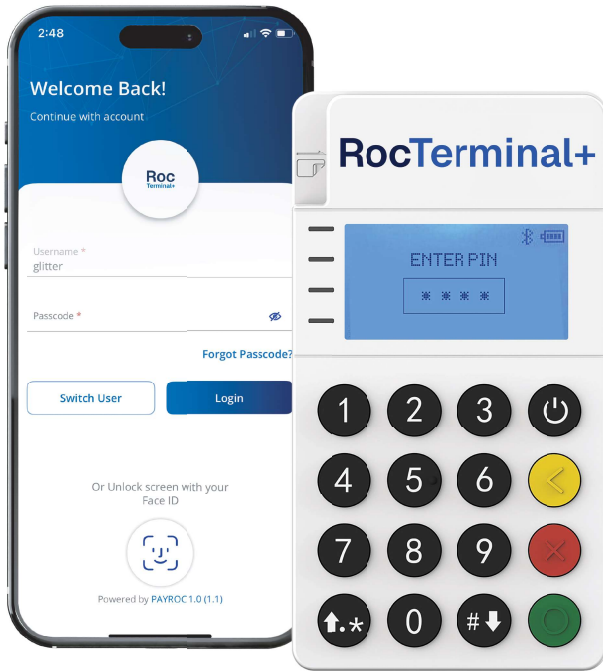 2:48
Welcome Back!
Continue with account
Roc
Terminal+
Username *
glitter
Passcode *
Forgot Passcode?
Switch User
Login
Or Unlock screen with your
Face ID
Powered by PAYROC1.0 (1.1)
RocTerminal+
ENTER PIN
* * * *
1 2 3
4 5 6 <
7 8 9 ×
.* 0 #